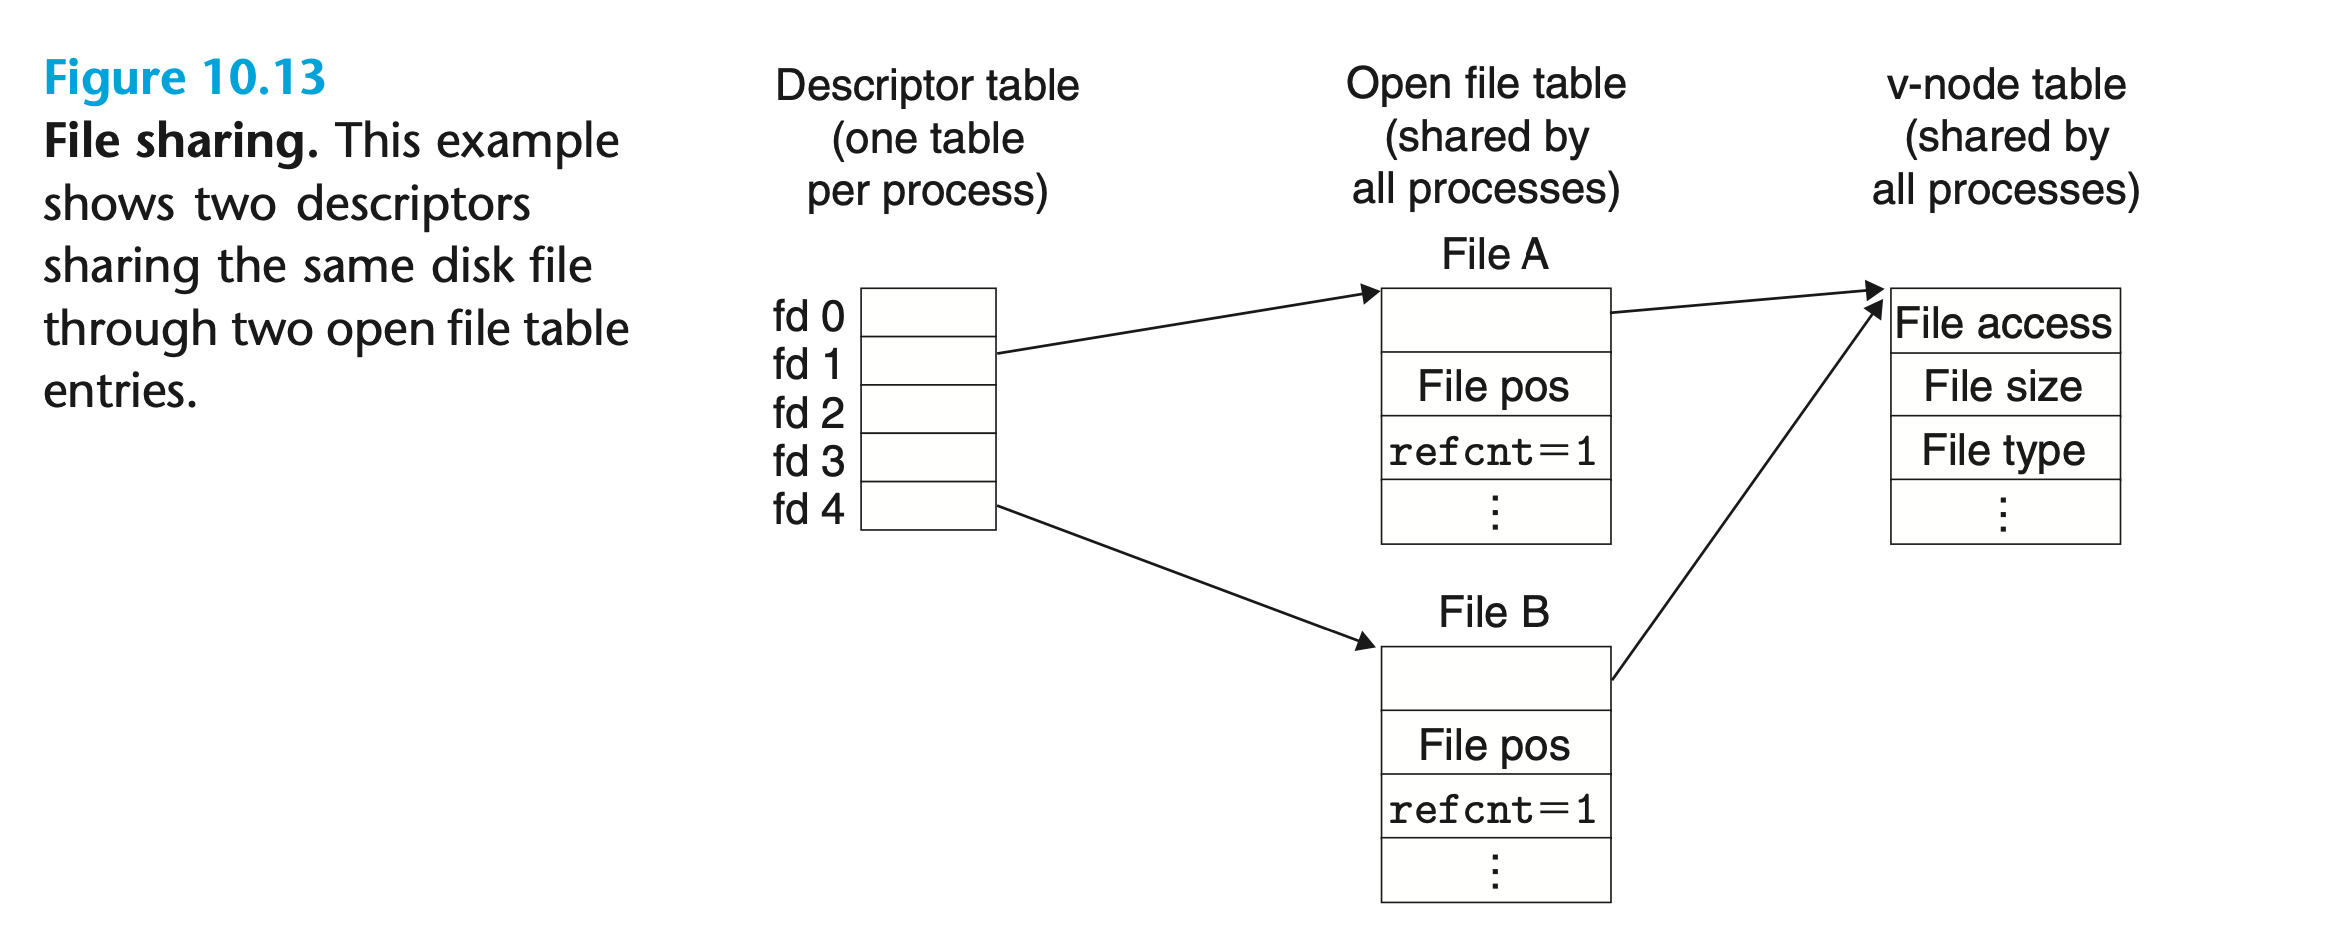 Figure 10.13
File sharing. This example
shows two descriptors
sharing the same disk file
through two open file table
entries.
Descriptor table
(one table
per process)
Open file table
(shared by
all processes)
v-node table
(shared by
all processes)
fd 0
fd 1
fd 2
fd 3
fd 4
File A
File pos
refcnt=1
⋮
File B
File pos
refcnt=1
⋮
File access
File size
File type
⋮